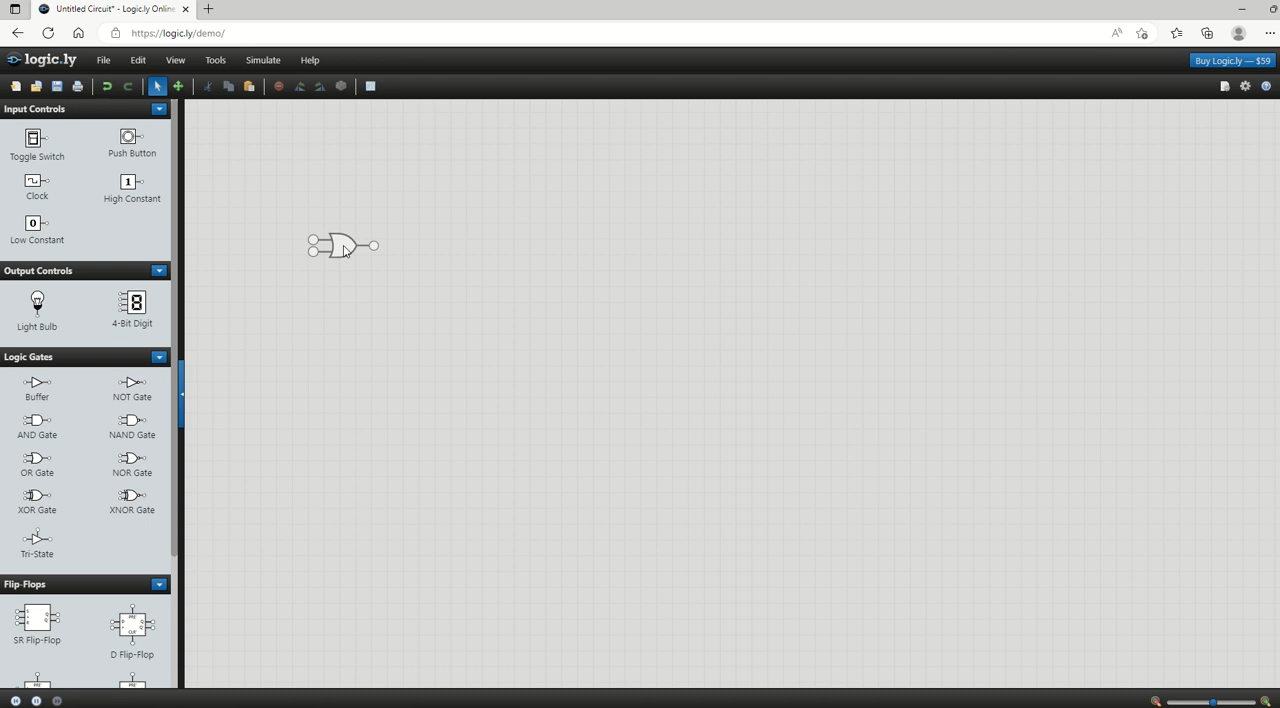 Untitled Circuit* - Logic.ly Online
https://logic.ly/demo/
logic.ly
File Edit View Tools Simulate Help
Buy Logic.ly — $59
Input Controls
Toggle Switch Push Button
Clock High Constant
1
0
Low Constant
Output Controls
8
Light Bulb 4-Bit Digit
Logic Gates
Buffer NOT Gate
AND Gate NAND Gate
OR Gate NOR Gate
XOR Gate XNOR Gate
Tri-State
Flip-Flops
SR Flip-Flop
D Flip-Flop